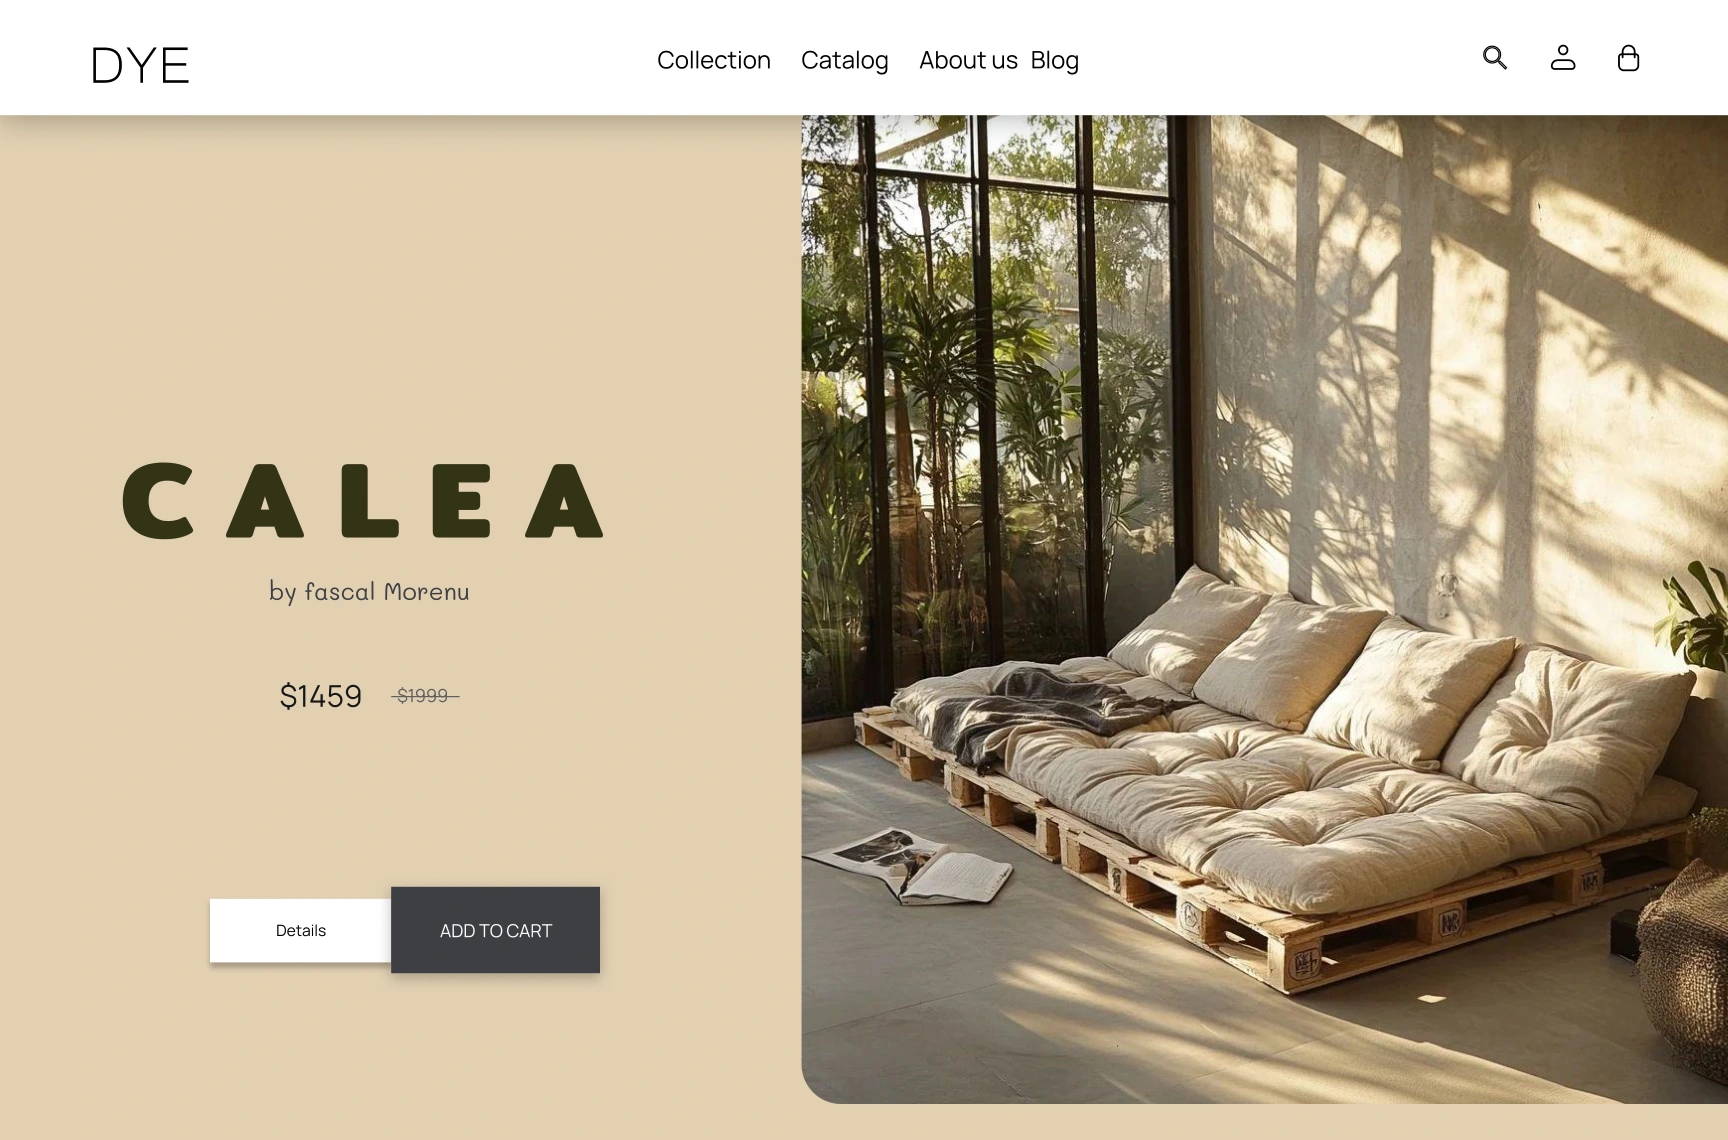 DYE
Collection Catalog About us Blog
CALEA
by fascal Morenu
$1459 $1999
Details ADD TO CART